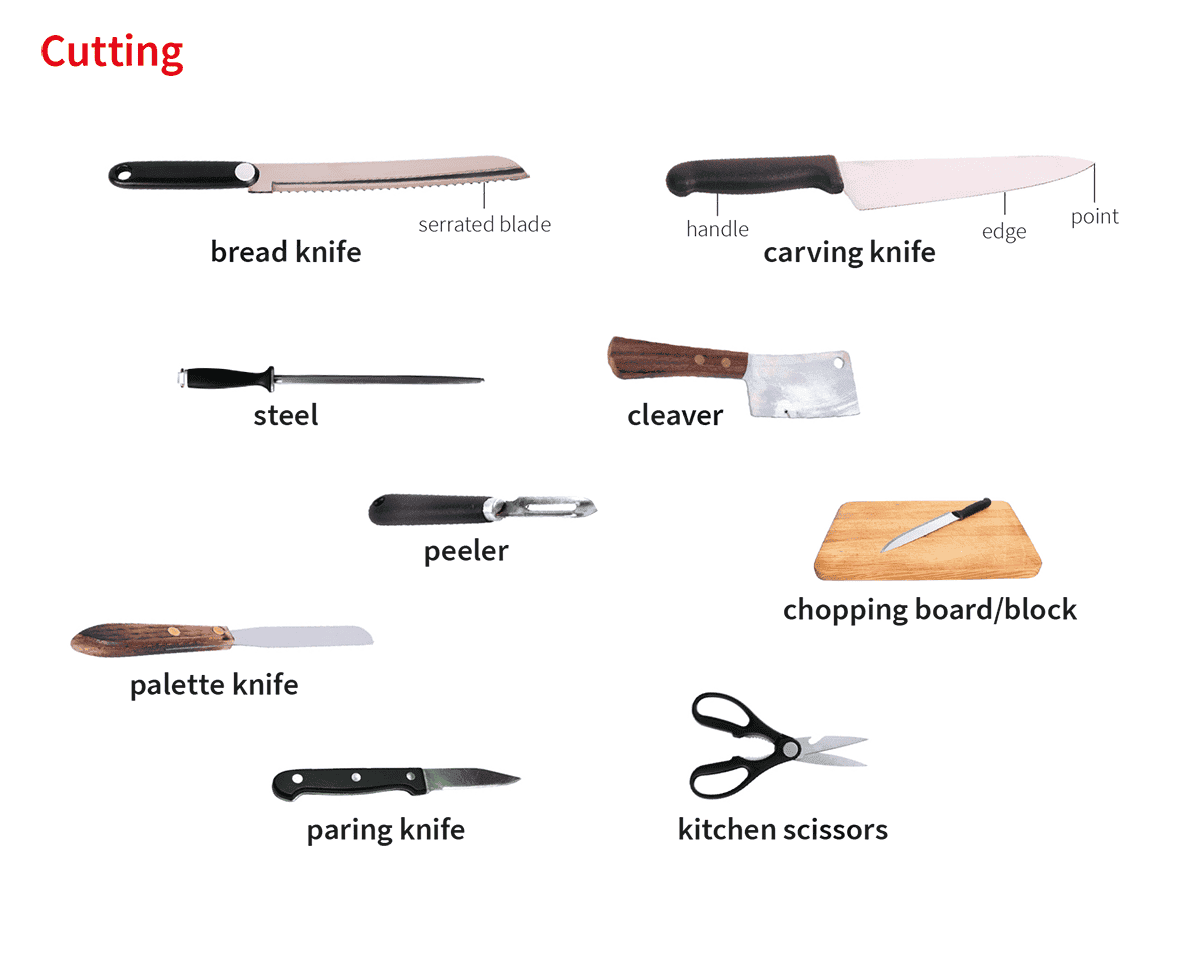 Cutting
serrated blade
bread knife
handle
edge
point
carving knife
steel
cleaver
peeler
chopping board/block
palette knife
paring knife
kitchen scissors